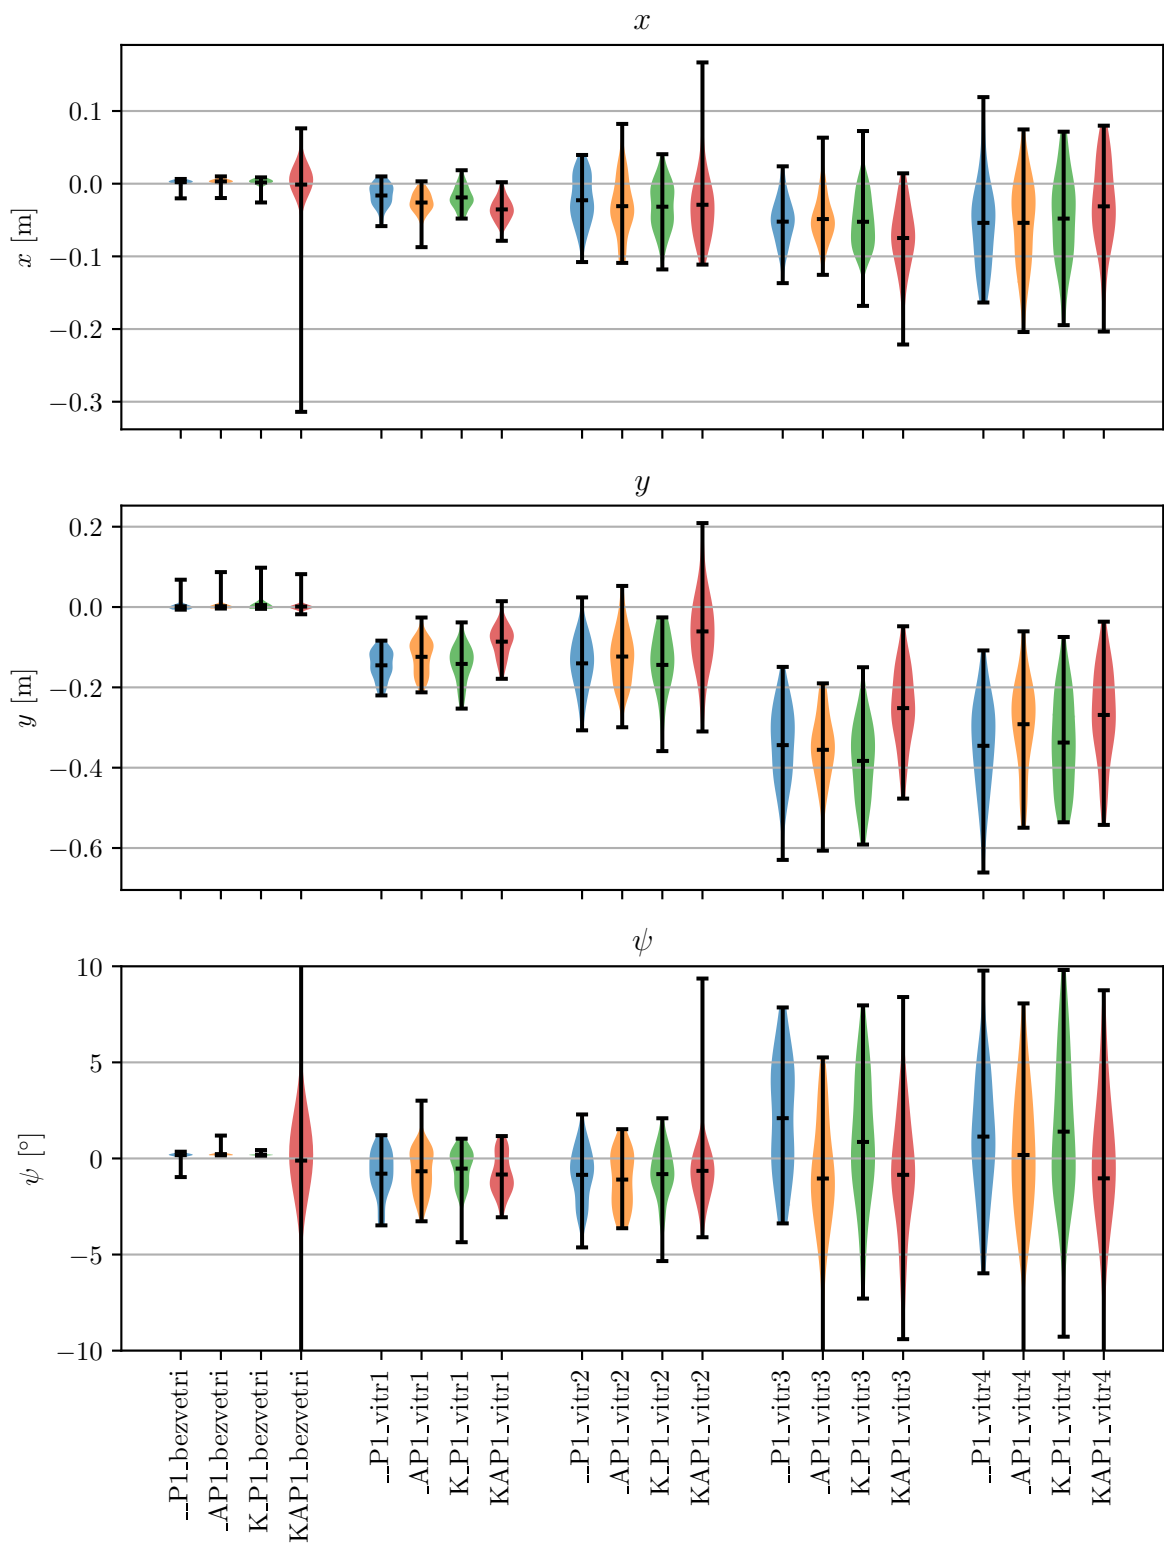 x
0.1
0.0
−0.1
−0.2
−0.3
x [m]
y
0.2
0.0
−0.2
−0.4
−0.6
y [m]
ψ
10
5
0
−5
−10
ψ [°]
__P1_bezvetri
_AP1_bezvetri
K_P1_bezvetri
KAP1_bezvetri
__P1_vitr1
_AP1_vitr1
K_P1_vitr1
KAP1_vitr1
__P1_vitr2
_AP1_vitr2
K_P1_vitr2
KAP1_vitr2
__P1_vitr3
_AP1_vitr3
K_P1_vitr3
KAP1_vitr3
__P1_vitr4
_AP1_vitr4
K_P1_vitr4
KAP1_vitr4